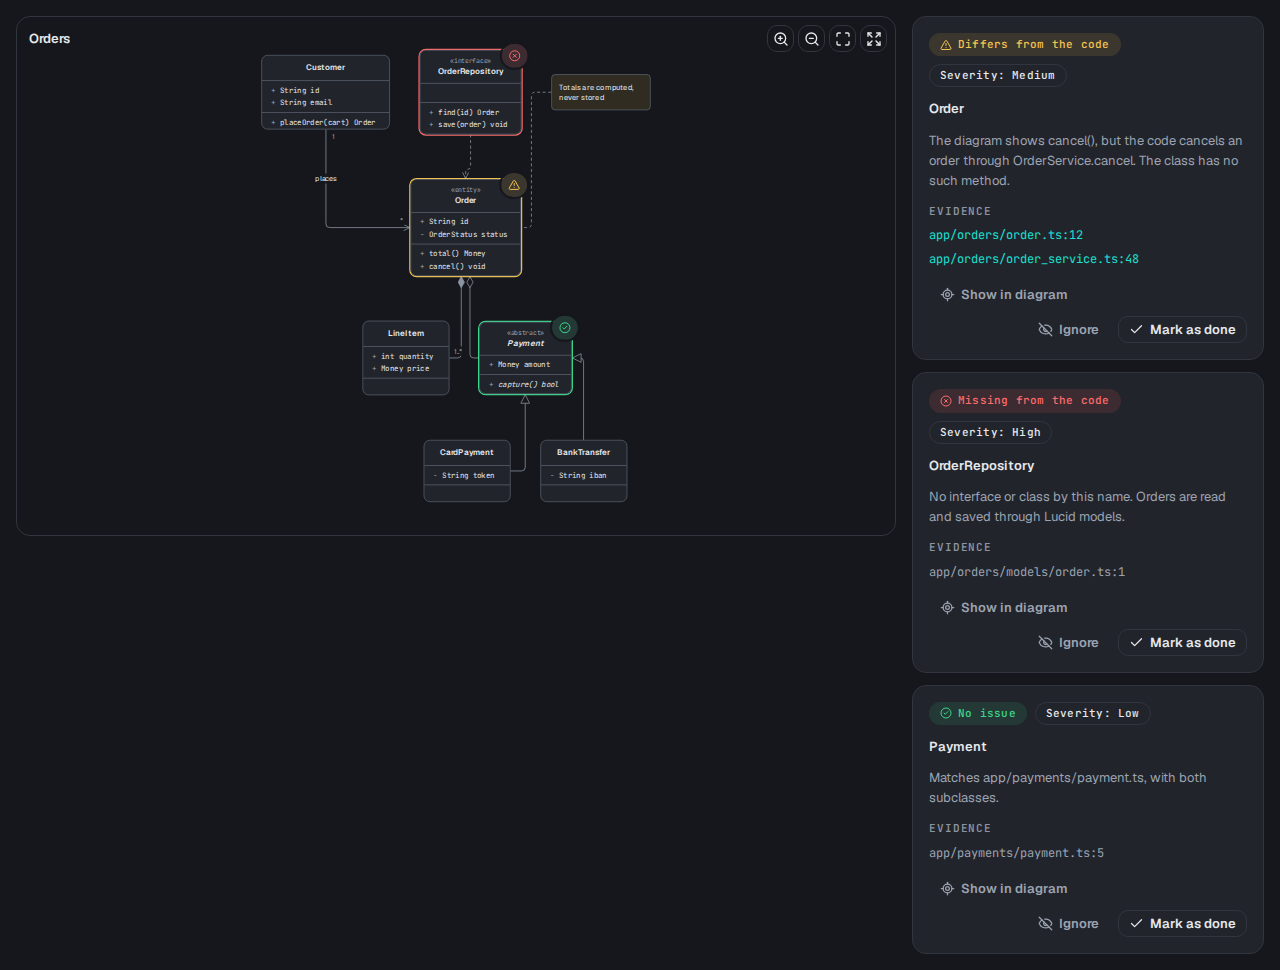 Orders
Customer
+ String id
+ String email
+ placeOrder(cart) Order
«interface»
OrderRepository
+ find(id) Order
+ save(order) void
Totals are computed,
never stored
1
places
*
«entity»
Order
+ String id
- OrderStatus status
+ total() Money
+ cancel() void
LineItem
+ int quantity
+ Money price
1..*
«abstract»
Payment
+ Money amount
+ capture() bool
CardPayment
- String token
BankTransfer
- String iban
Differs from the code
Severity: Medium
Order
The diagram shows cancel(), but the code cancels an
order through OrderService.cancel. The class has no
such method.
EVIDENCE
app/orders/order.ts:12
app/orders/order_service.ts:48
Show in diagram
Ignore
Mark as done
Missing from the code
Severity: High
OrderRepository
No interface or class by this name. Orders are read
and saved through Lucid models.
EVIDENCE
app/orders/models/order.ts:1
Show in diagram
Ignore
Mark as done
No issue
Severity: Low
Payment
Matches app/payments/payment.ts, with both
subclasses.
EVIDENCE
app/payments/payment.ts:5
Show in diagram
Ignore
Mark as done